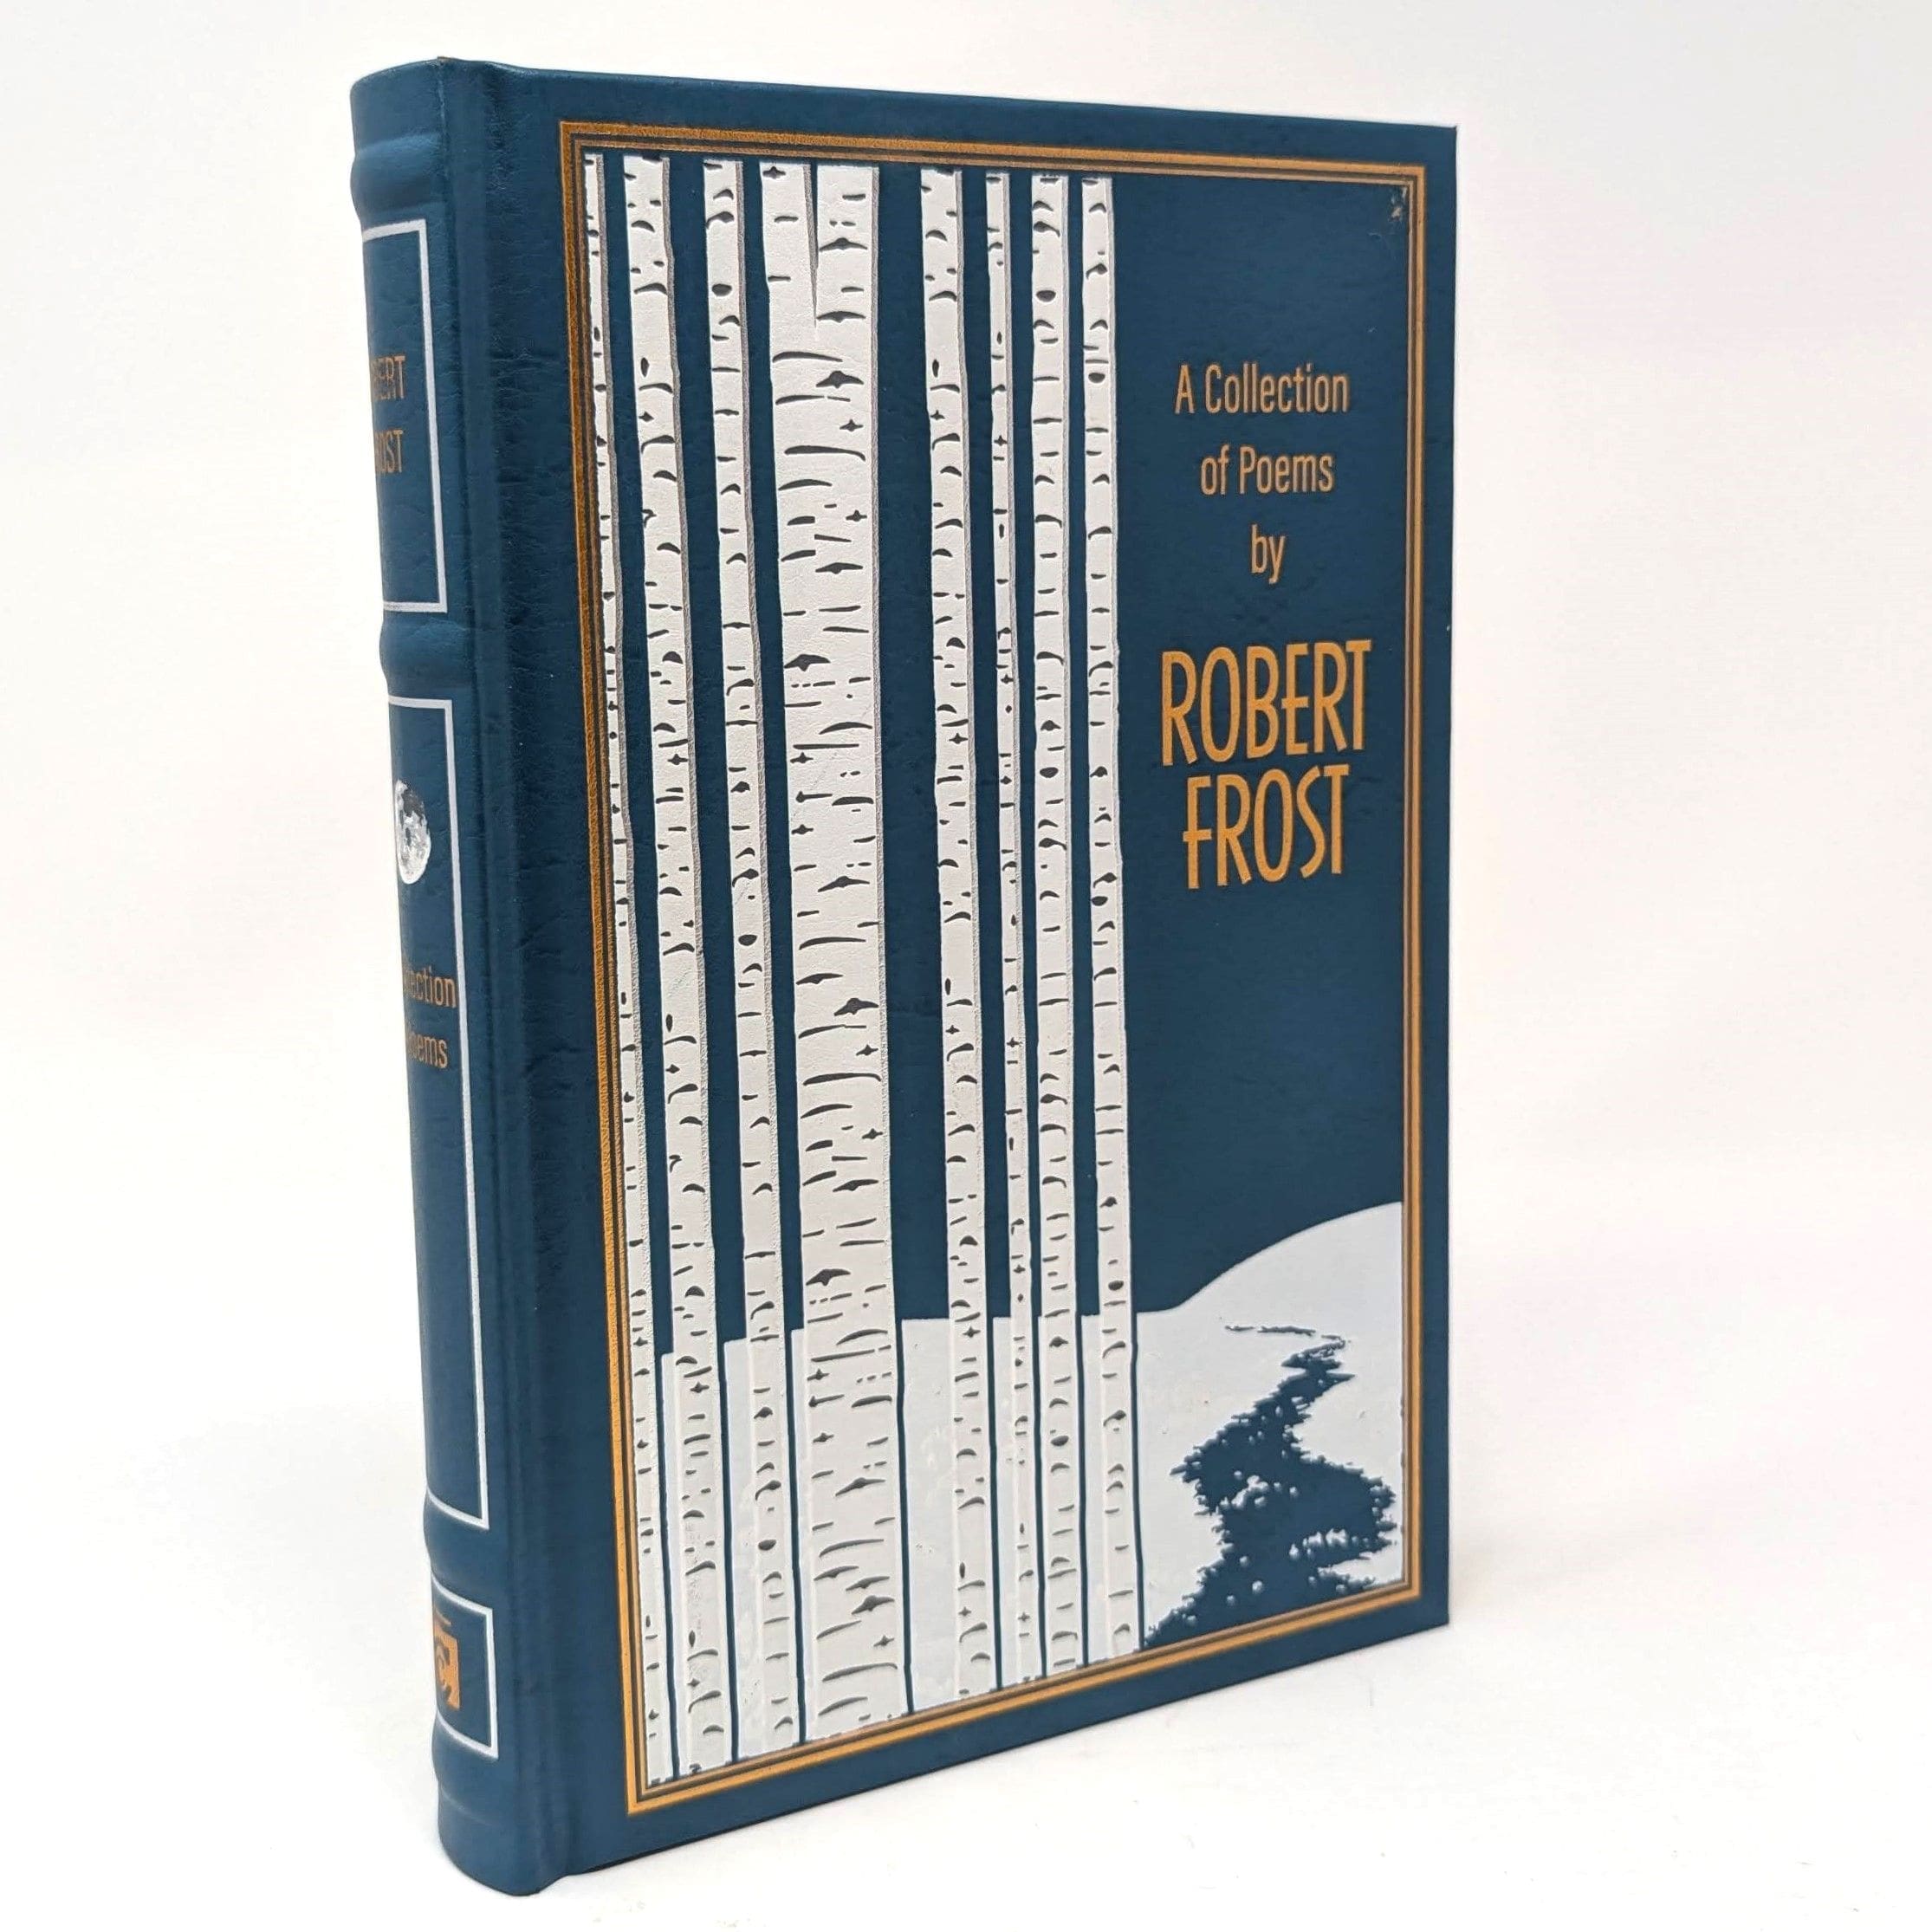 A Collection
of Poems
by
ROBERT
FROST